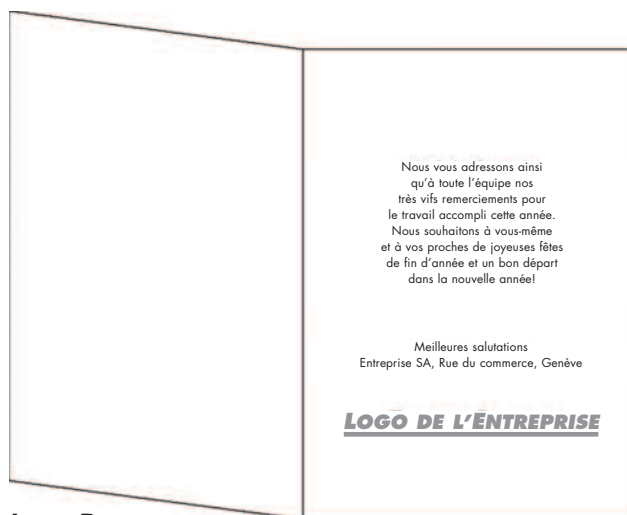 Nous vous adressons ainsi
qu'à toute l'équipe nos
très vifs remerciements pour
le travail accompli cette année.
Nous souhaitons à vous-même
et à vos proches de joyeuses fêtes
de fin d'année et un bon départ
dans la nouvelle année!
Meilleures salutations
Entreprise SA, Rue du commerce, Genève
LOGO DE L'ENTREPRISE